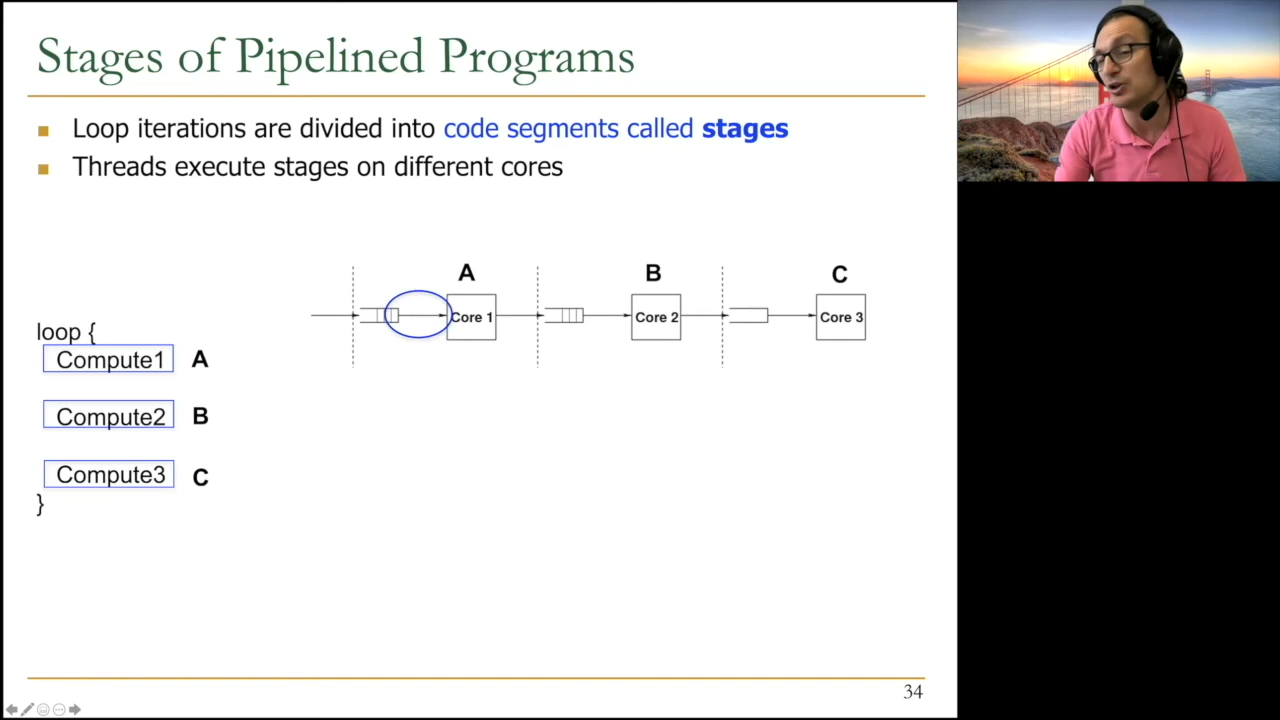 Stages of Pipelined Programs
Loop iterations are divided into code segments called stages
Threads execute stages on different cores
A B C
Core 1 Core 2 Core 3
loop {
Compute1 A
Compute2 B
Compute3 C
}
34